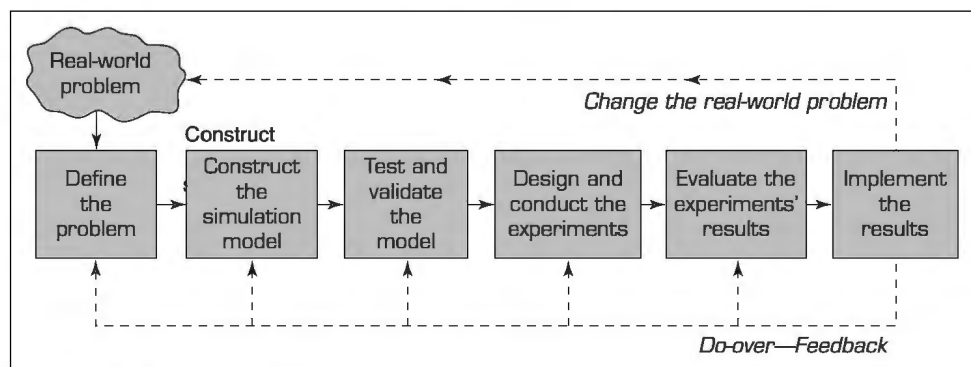 Real-world
problem
Change the real-world problem
Construct
Define
the
problem
s
Construct
the
simulation
model
Test and
validate
the
model
Design and
conduct the
experiments
Evaluate the
experiments'
results
Implement
the
results
Do-over—Feedback